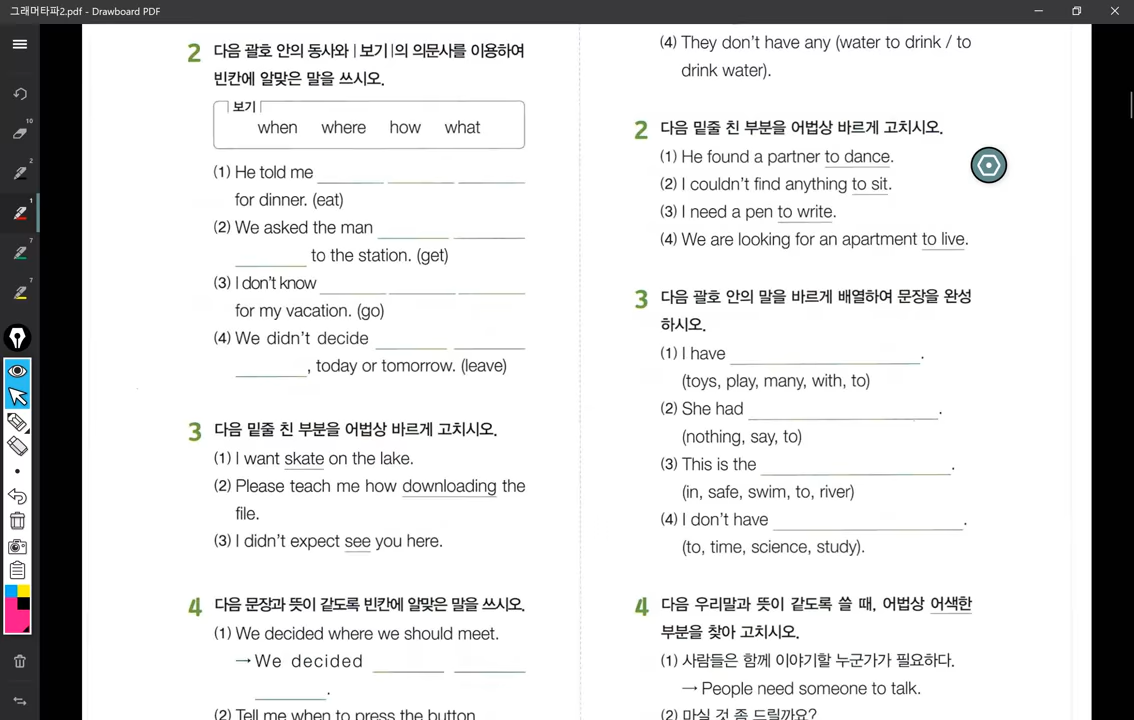 그래머타파2.pdf - Drawboard PDF
10
2
1
7
7
2 다음 괄호 안의 동사와 |보기|의 의문사를 이용하여
빈칸에 알맞은 말을 쓰시오.
보기
when where how what
(1) He told me
for dinner. (eat)
(2) We asked the man
to the station. (get)
(3) I don't know
for my vacation. (go)
(4) We didn't decide
, today or tomorrow. (leave)
3 다음 밑줄 친 부분을 어법상 바르게 고치시오.
(1) I want skate on the lake.
(2) Please teach me how downloading the
file.
(3) I didn't expect see you here.
4 다음 문장과 뜻이 같도록 빈칸에 알맞은 말을 쓰시오.
(1) We decided where we should meet.
→ We decided
.
(2) Tell me when to press the button
(4) They don't have any (water to drink / to
drink water).
2 다음 밑줄 친 부분을 어법상 바르게 고치시오.
(1) He found a partner to dance.
(2) I couldn't find anything to sit.
(3) I need a pen to write.
(4) We are looking for an apartment to live.
3 다음 괄호 안의 말을 바르게 배열하여 문장을 완성
하시오.
(1) I have .
(toys, play, many, with, to)
(2) She had .
(nothing, say, to)
(3) This is the .
(in, safe, swim, to, river)
(4) I don't have .
(to, time, science, study).
4 다음 우리말과 뜻이 같도록 쓸 때, 어법상 어색한
부분을 찾아 고치시오.
(1) 사람들은 함께 이야기할 누군가가 필요하다.
→ People need someone to talk.
(2) 마실 것 좀 드릴까요?